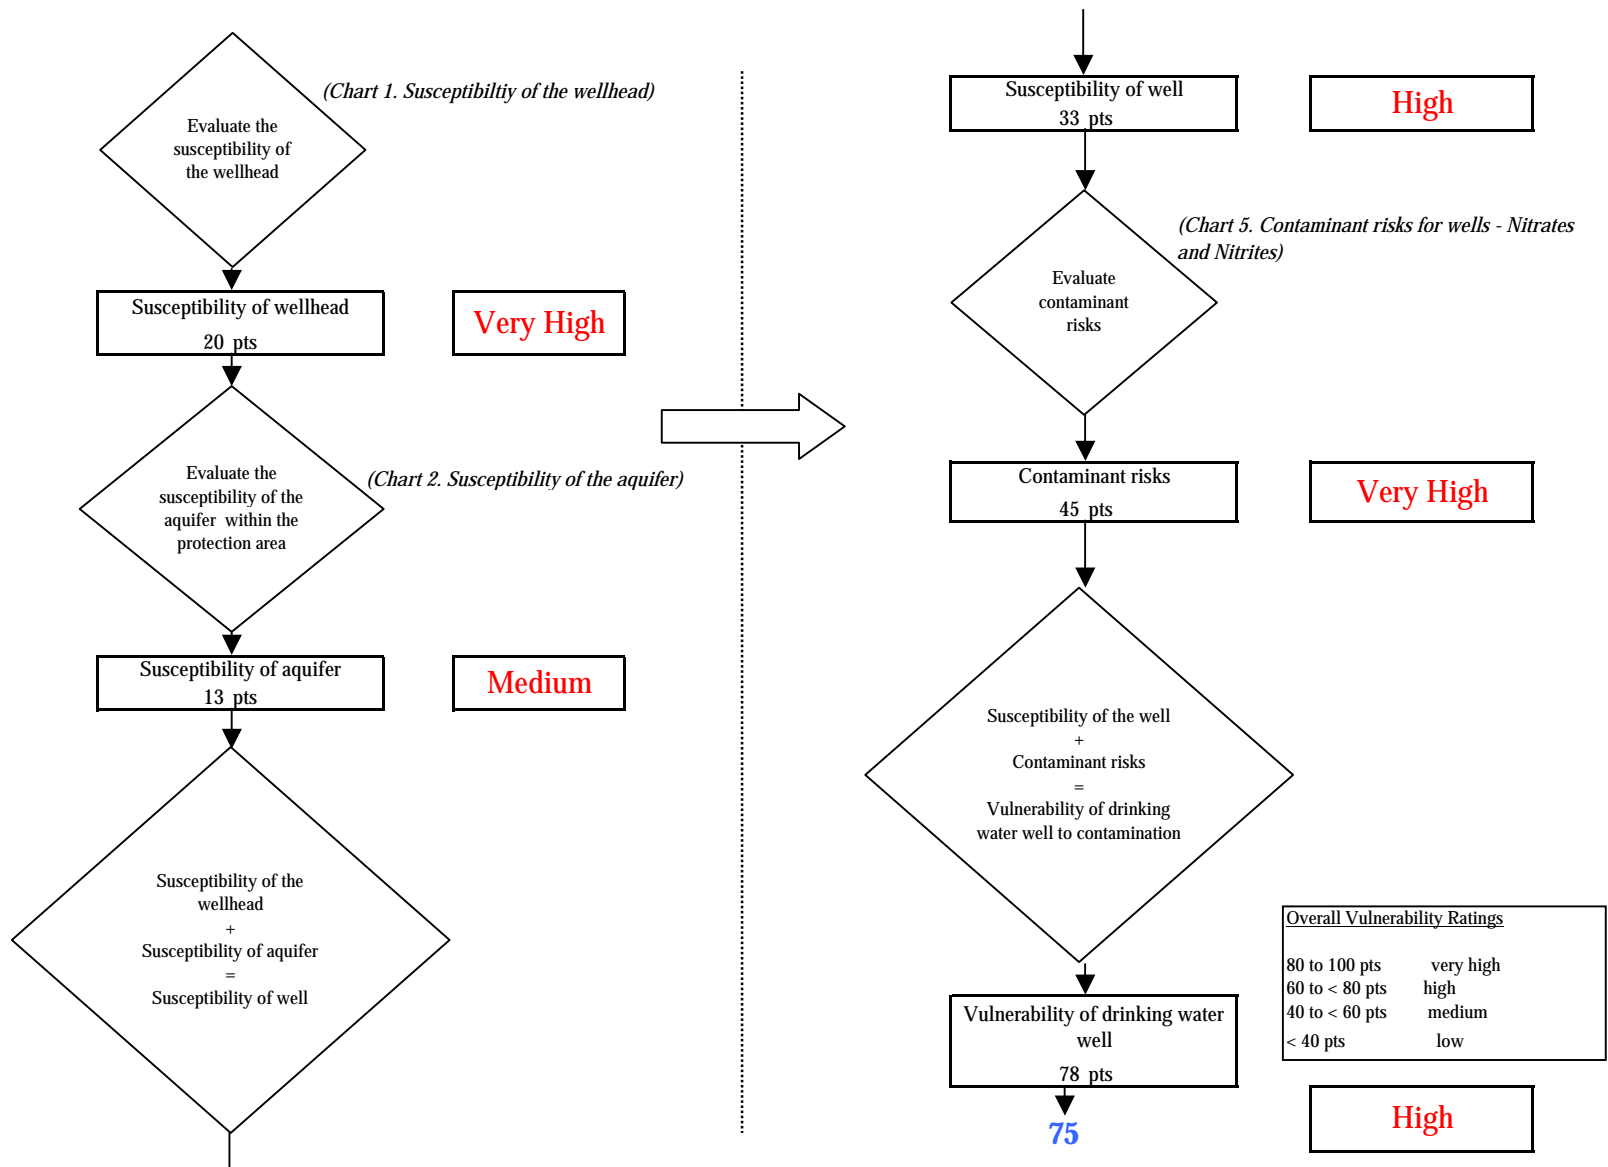 (Chart 1. Susceptibiltiy of the wellhead)
Evaluate the
susceptibility of
the wellhead
Susceptibility of wellhead
20 pts
Very High
Evaluate the
susceptibility of the
aquifer within the
protection area
(Chart 2. Susceptibility of the aquifer)
Susceptibility of aquifer
13 pts
Medium
Susceptibility of the
wellhead
+
Susceptibility of aquifer
=
Susceptibility of well
Susceptibility of well
33 pts
High
(Chart 5. Contaminant risks for wells - Nitrates
and Nitrites)
Evaluate
contaminant
risks
Contaminant risks
45 pts
Very High
Susceptibility of the well
+
Contaminant risks
=
Vulnerability of drinking
water well to contamination
Overall Vulnerability Ratings
80 to 100 pts very high
60 to < 80 pts high
40 to < 60 pts medium
< 40 pts low
Vulnerability of drinking water
well
78 pts
High
75